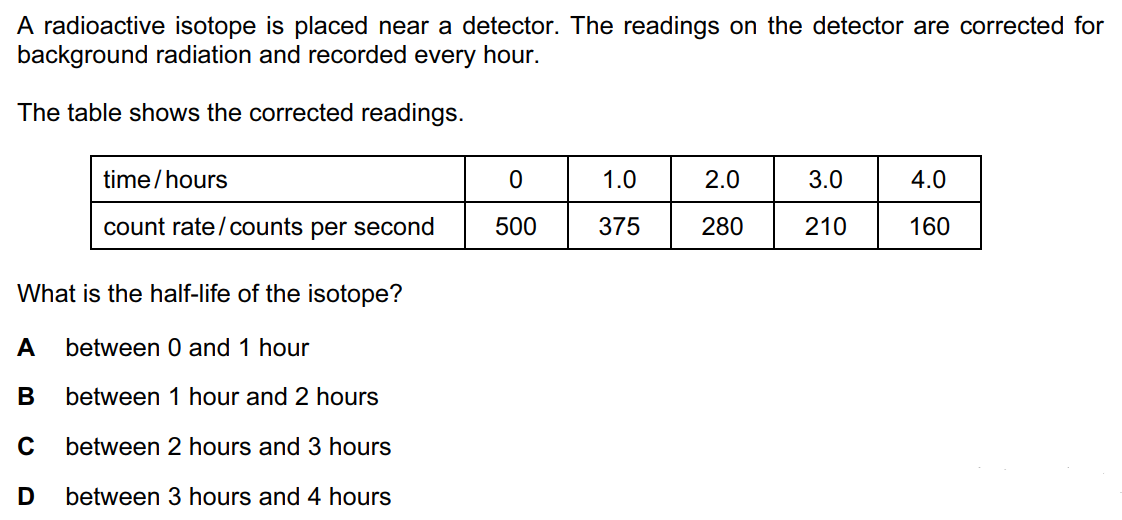 A radioactive isotope is placed near a detector. The readings on the detector are corrected for
background radiation and recorded every hour.
The table shows the corrected readings.
time/hours 0 1.0 2.0 3.0 4.0
count rate/counts per second 500 375 280 210 160
What is the half-life of the isotope?
A between 0 and 1 hour
B between 1 hour and 2 hours
C between 2 hours and 3 hours
D between 3 hours and 4 hours